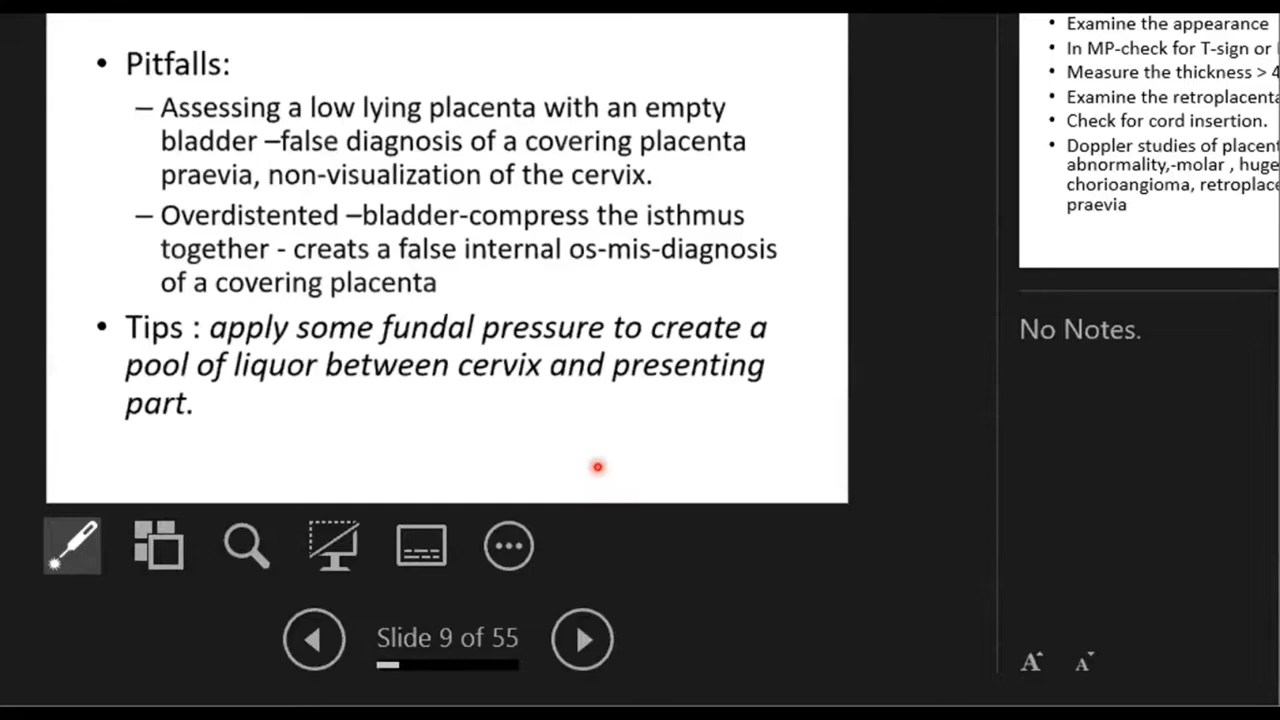 • Pitfalls:
– Assessing a low lying placenta with an empty
bladder –false diagnosis of a covering placenta
praevia, non-visualization of the cervix.
– Overdistented –bladder-compress the isthmus
together - creats a false internal os-mis-diagnosis
of a covering placenta
• Tips : apply some fundal pressure to create a
pool of liquor between cervix and presenting
part.
Slide 9 of 55
• Examine the appearance
• In MP-check for T-sign or
• Measure the thickness > 4
• Examine the retroplacenta
• Check for cord insertion.
• Doppler studies of placent
abnormality,-molar , huge
chorioangioma, retroplace
praevia
No Notes.
A A